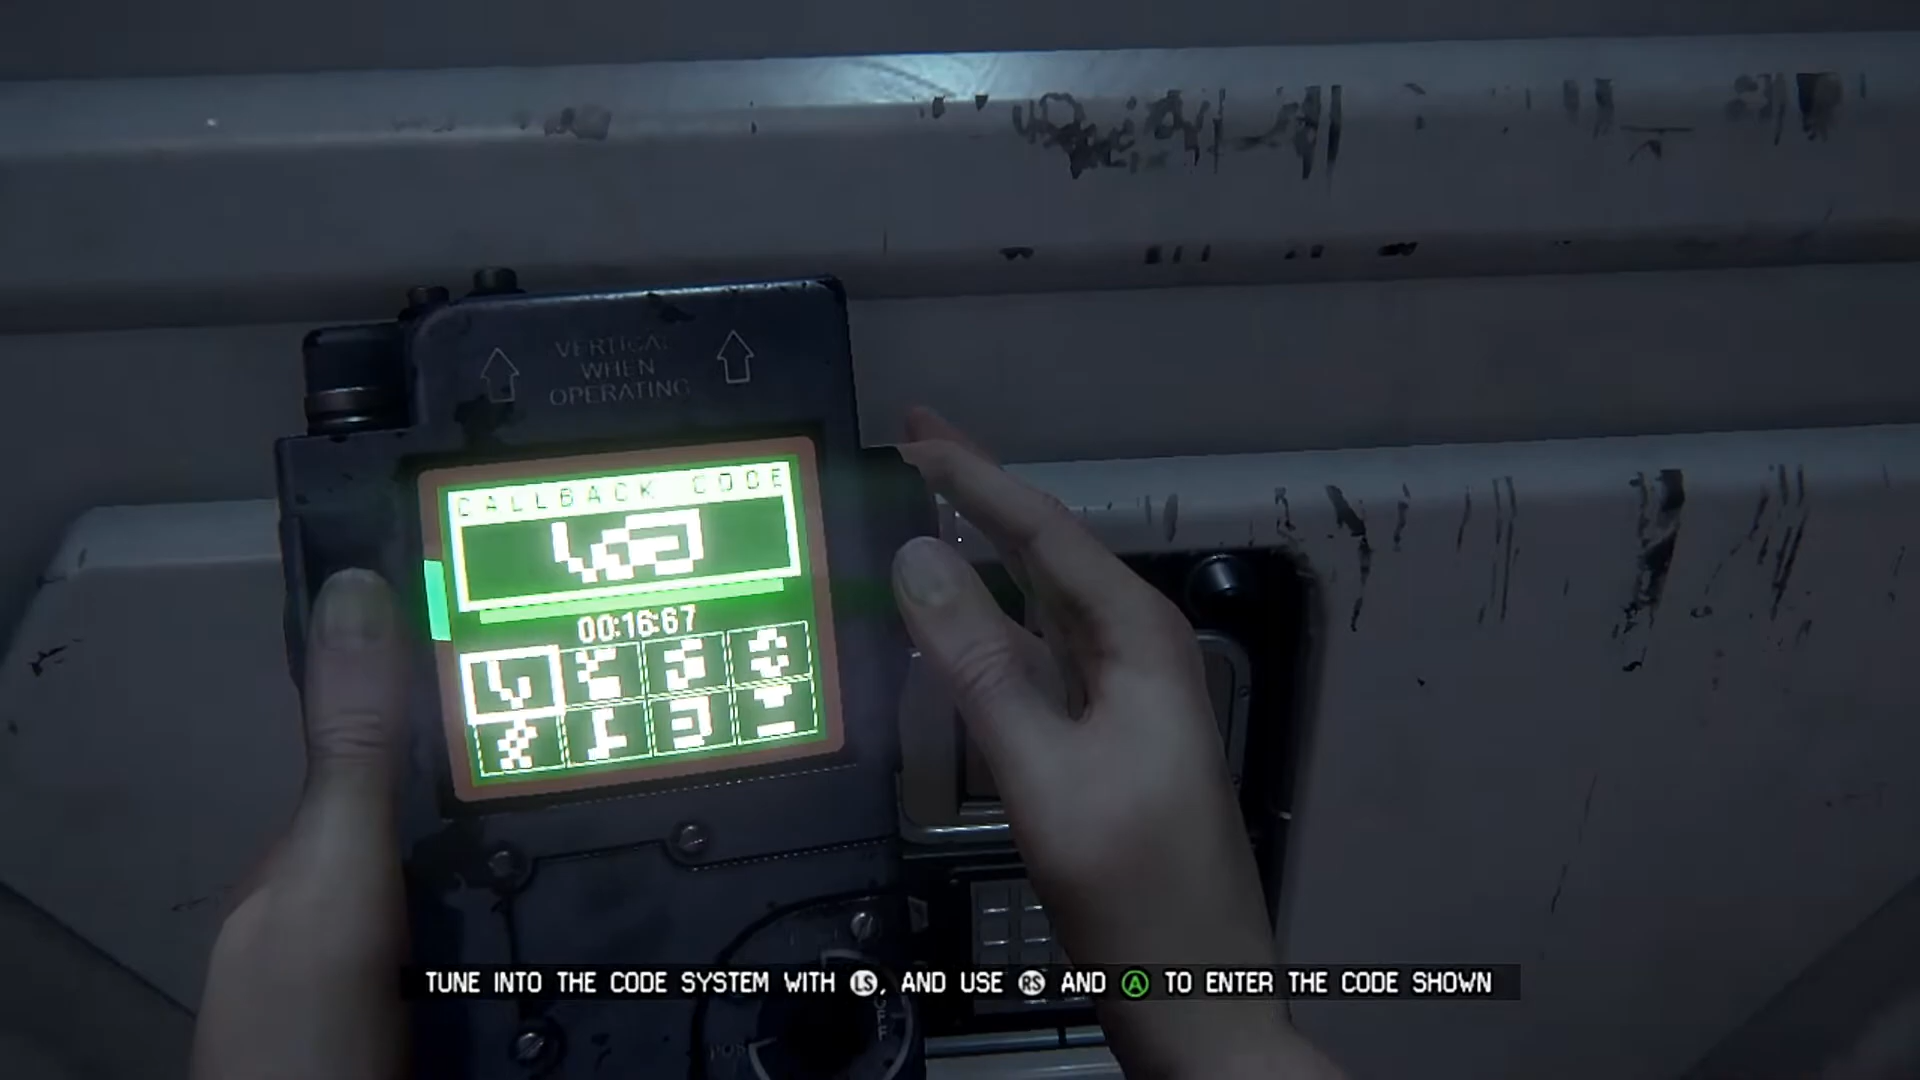 VERTICAL
WHEN
OPERATING
CALLBACK CODE
00:16:67
TUNE INTO THE CODE SYSTEM WITH LS, AND USE RS AND A TO ENTER THE CODE SHOWN